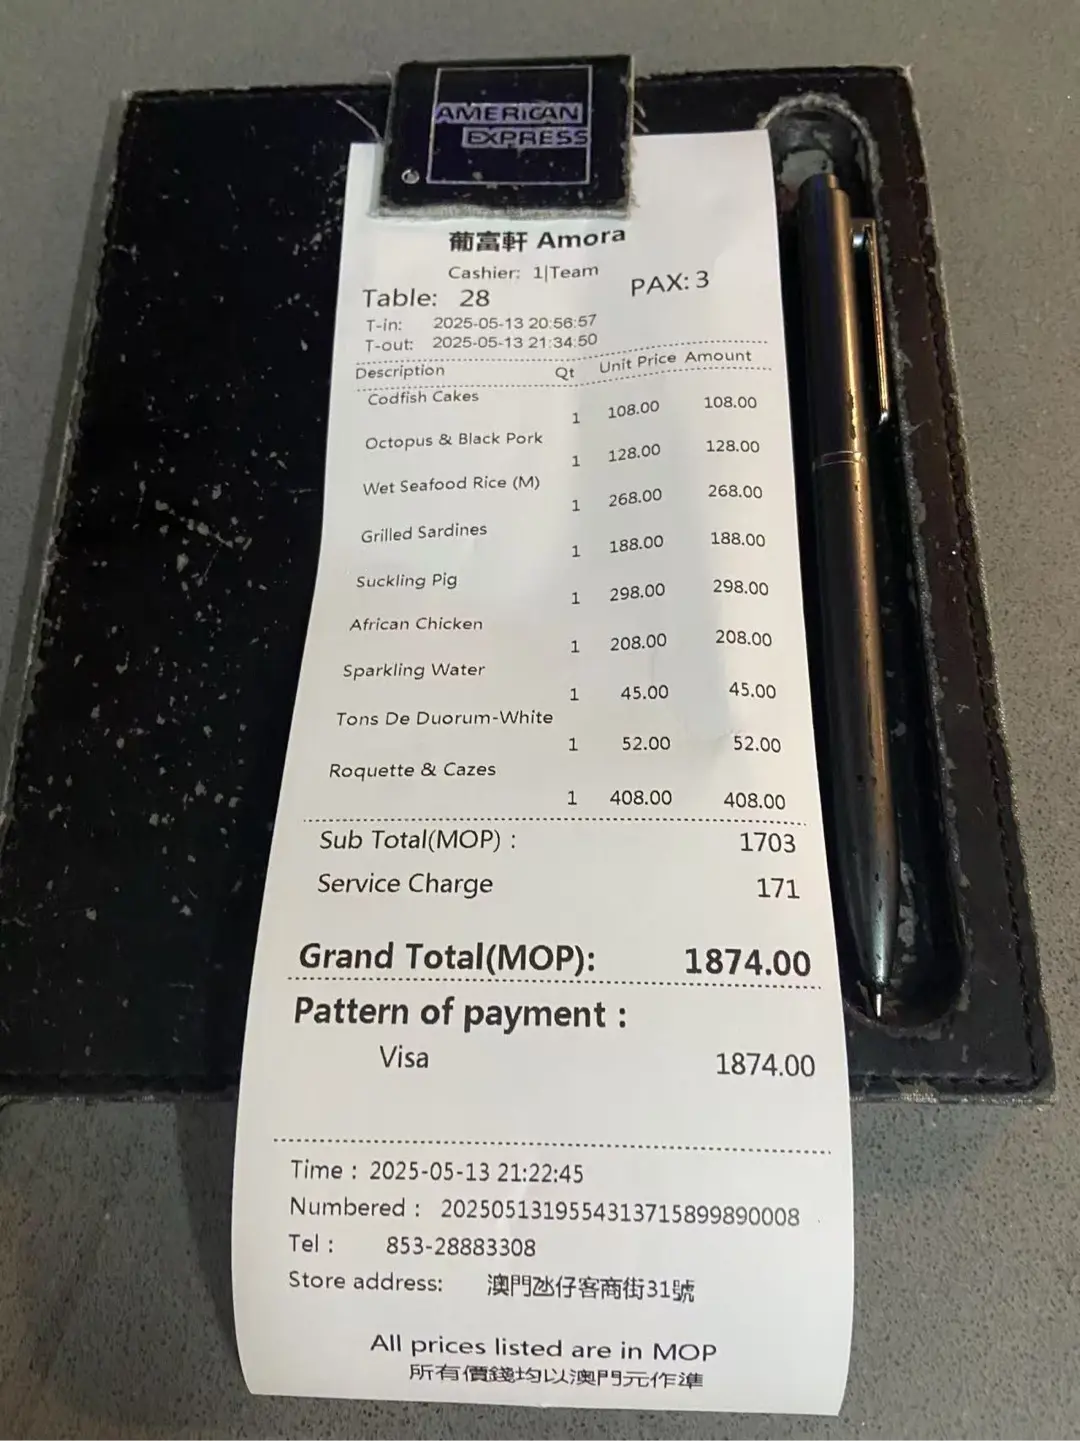 AMERICAN
EXPRESS
葡富軒 Amora
Cashier: 1|Team
Table: 28 PAX: 3
T-in: 2025-05-13 20:56:57
T-out: 2025-05-13 21:34:50
Description Qt Unit Price Amount
Codfish Cakes
1 108.00 108.00
Octopus & Black Pork
1 128.00 128.00
Wet Seafood Rice (M)
1 268.00 268.00
Grilled Sardines
1 188.00 188.00
Suckling Pig
1 298.00 298.00
African Chicken
1 208.00 208.00
Sparkling Water
1 45.00 45.00
Tons De Duorum-White
1 52.00 52.00
Roquette & Cazes
1 408.00 408.00
Sub Total(MOP) : 1703
Service Charge 171
Grand Total(MOP): 1874.00
Pattern of payment :
Visa 1874.00
Time : 2025-05-13 21:22:45
Numbered : 2025051319554313715899890008
Tel : 853-28883308
Store address: 澳門氹仔客商街31號
All prices listed are in MOP
所有價錢均以澳門元作準